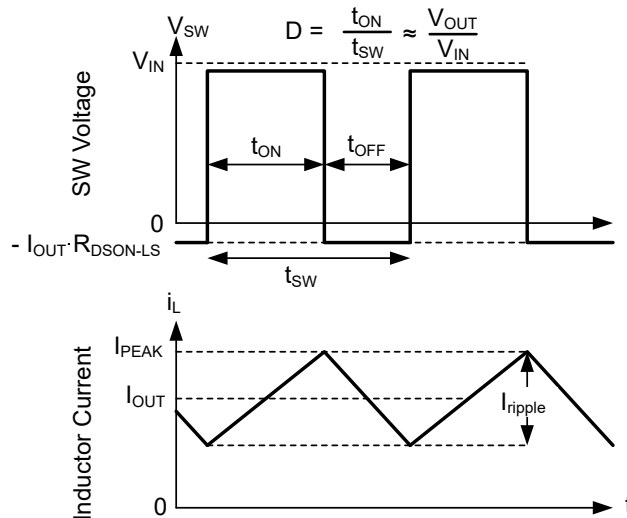 V_SW
D = t_ON / t_SW ≈ V_OUT / V_IN
V_IN
SW Voltage
t_ON
t_OFF
0
- I_OUT·R_DSON-LS
t_SW
i_L
Inductor Current
I_PEAK
I_OUT
I_ripple
0
t